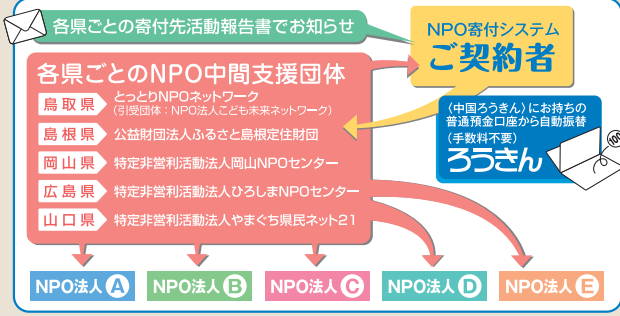 各県ごとの寄付先活動報告書でお知らせ
NPO寄付システム
ご契約者
各県ごとのNPO中間支援団体
鳥取県 とっとりNPOネットワーク
(引受団体:NPO法人こども未来ネットワーク)
島根県 公益財団法人ふるさと島根定住財団
岡山県 特定非営利活動法人岡山NPOセンター
広島県 特定非営利活動法人ひろしまNPOセンター
山口県 特定非営利活動法人やまぐち県民ネット21
〈中国ろうきん〉にお持ちの
普通預金口座から自動振替
(手数料不要)
ろうきん
100
NPO法人 A
NPO法人 B
NPO法人 C
NPO法人 D
NPO法人 E